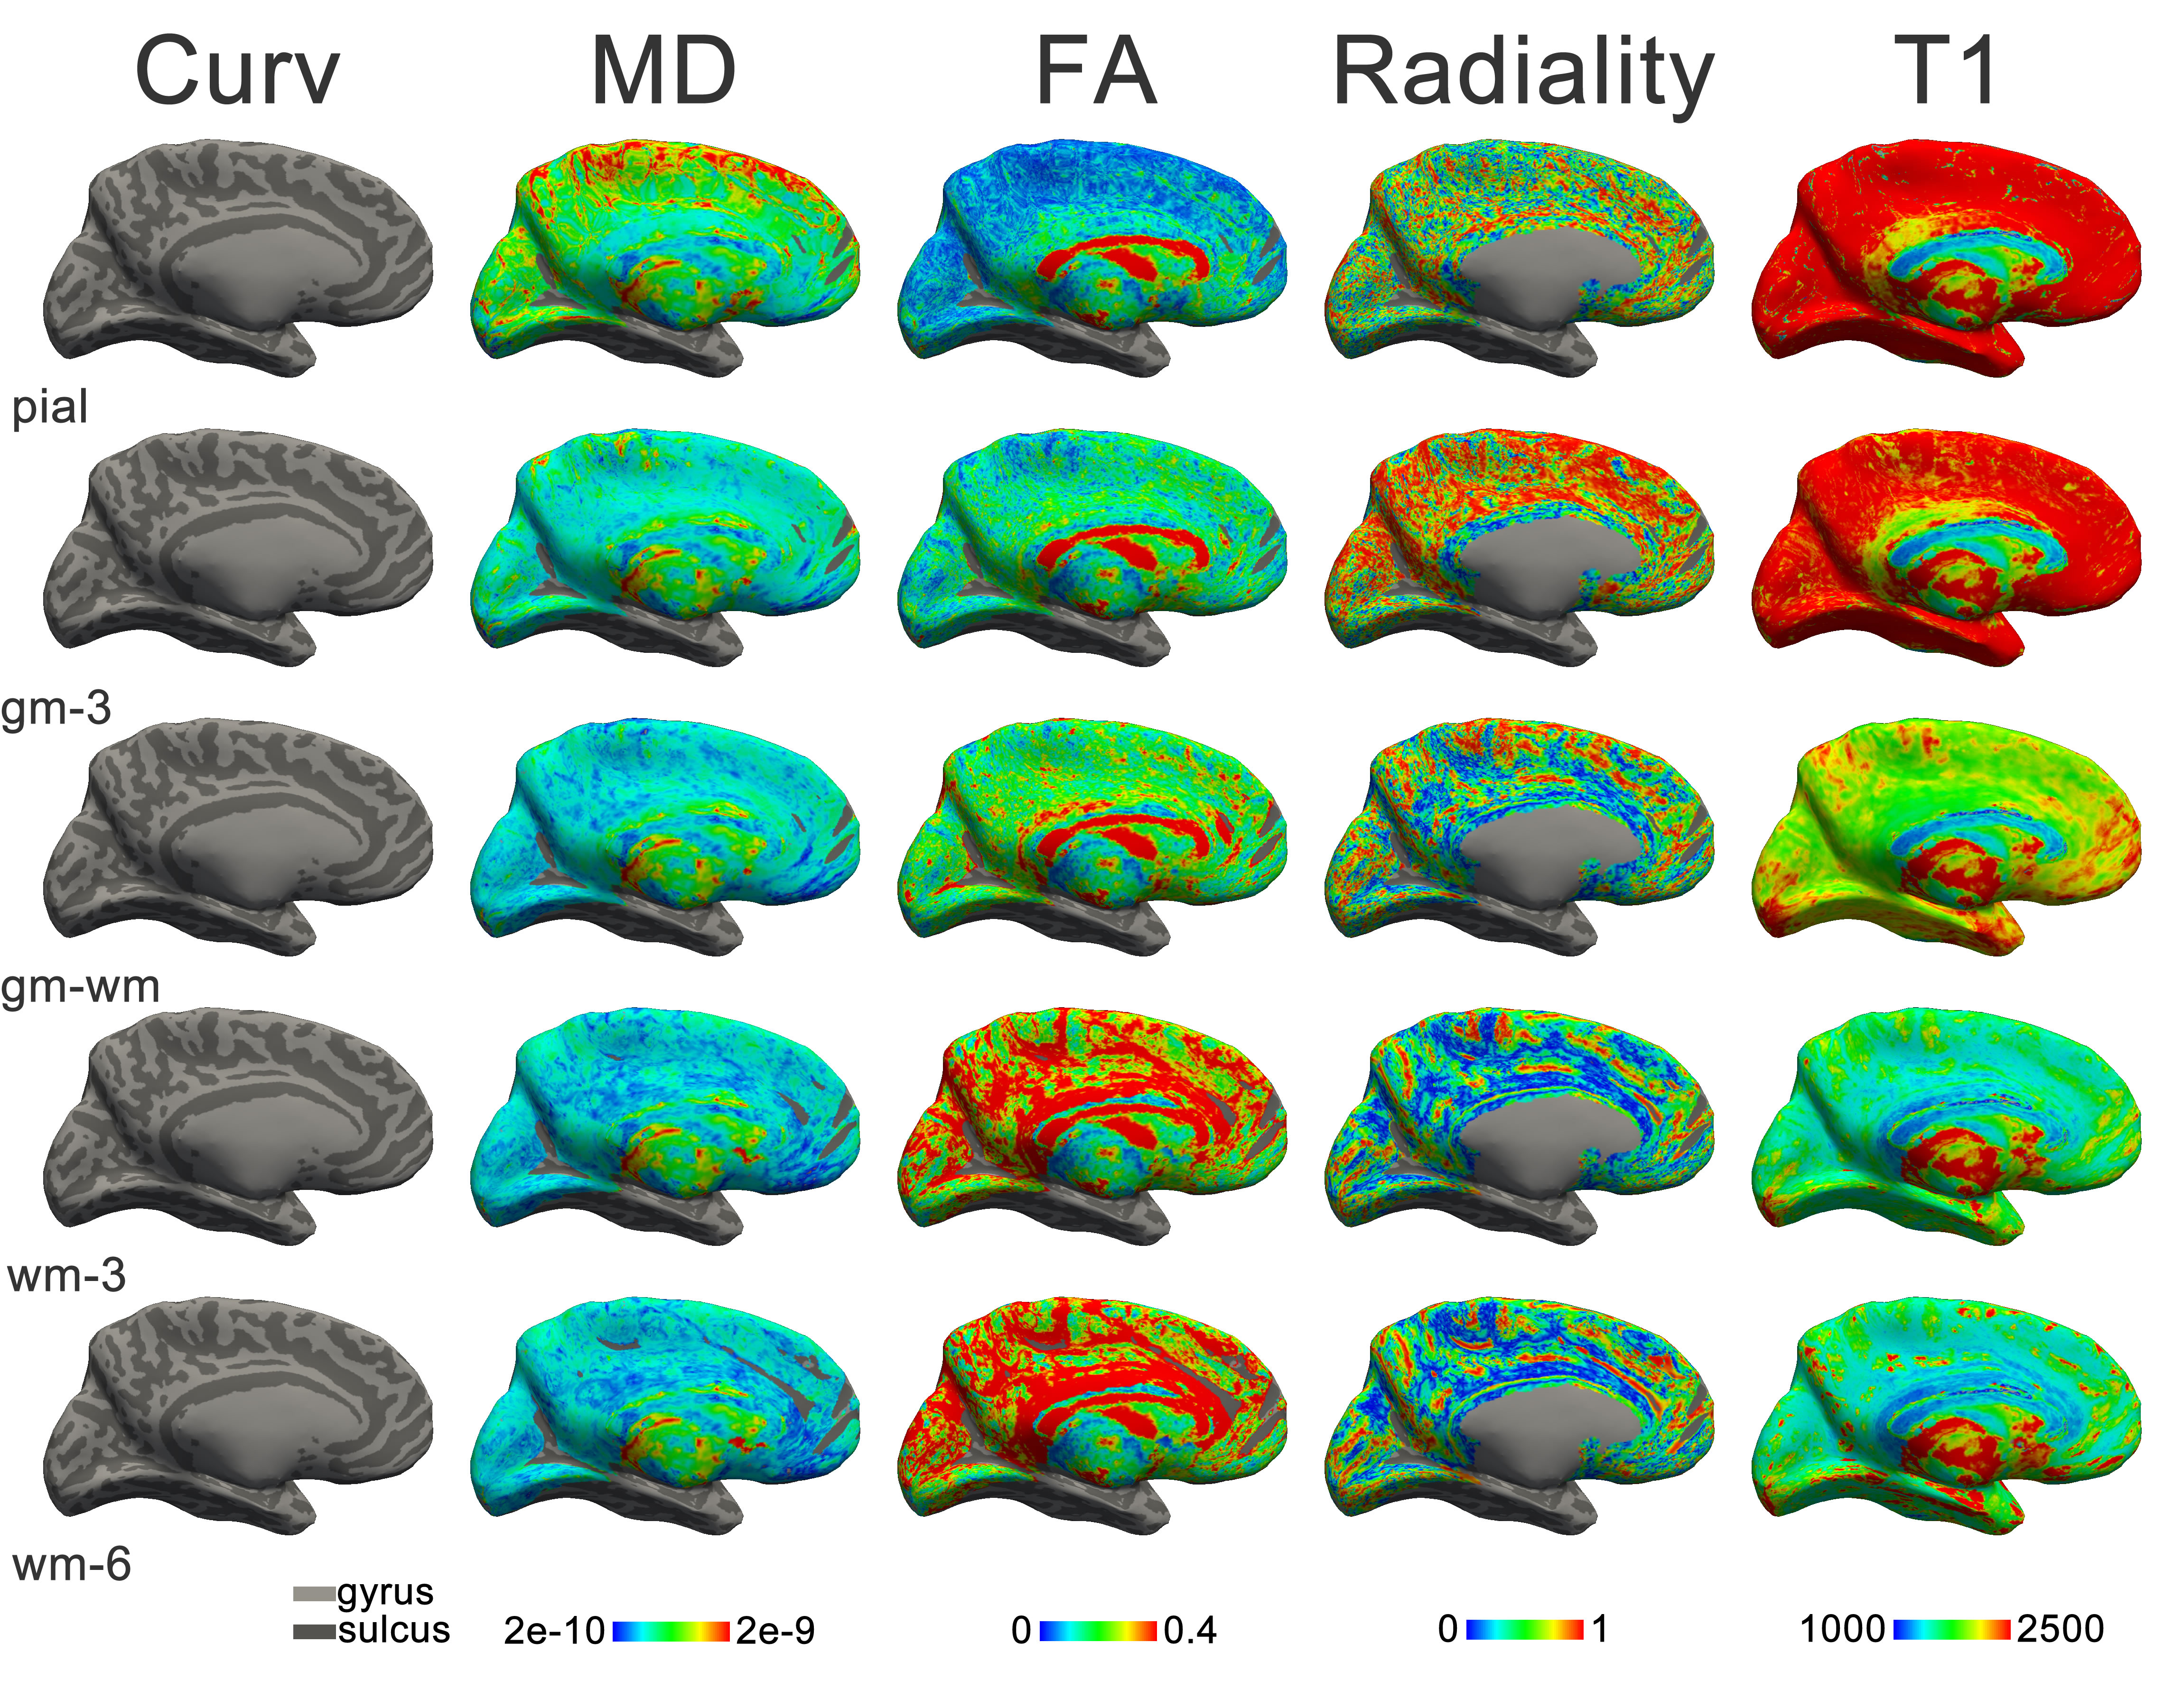 Curv MD FA Radiality T1
pial
gm-3
gm-wm
wm-3
wm-6
gyrus
sulcus
2e-10 2e-9 0 0.4 0 1 1000 2500